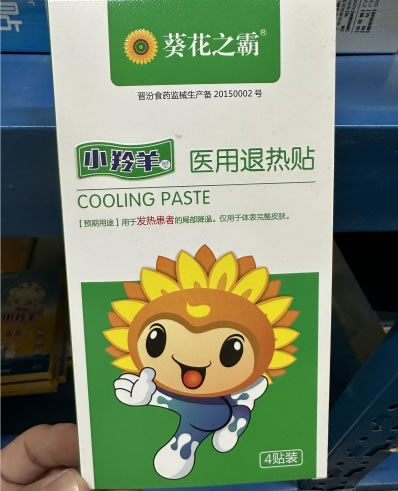 葵花之霸®
晋汾食药监械生产备 20150002 号
小羚羊® ™
医用退热贴
COOLING PASTE
【预期用途】用于发热患者的局部降温。仅用于体表完整皮肤。
4贴装